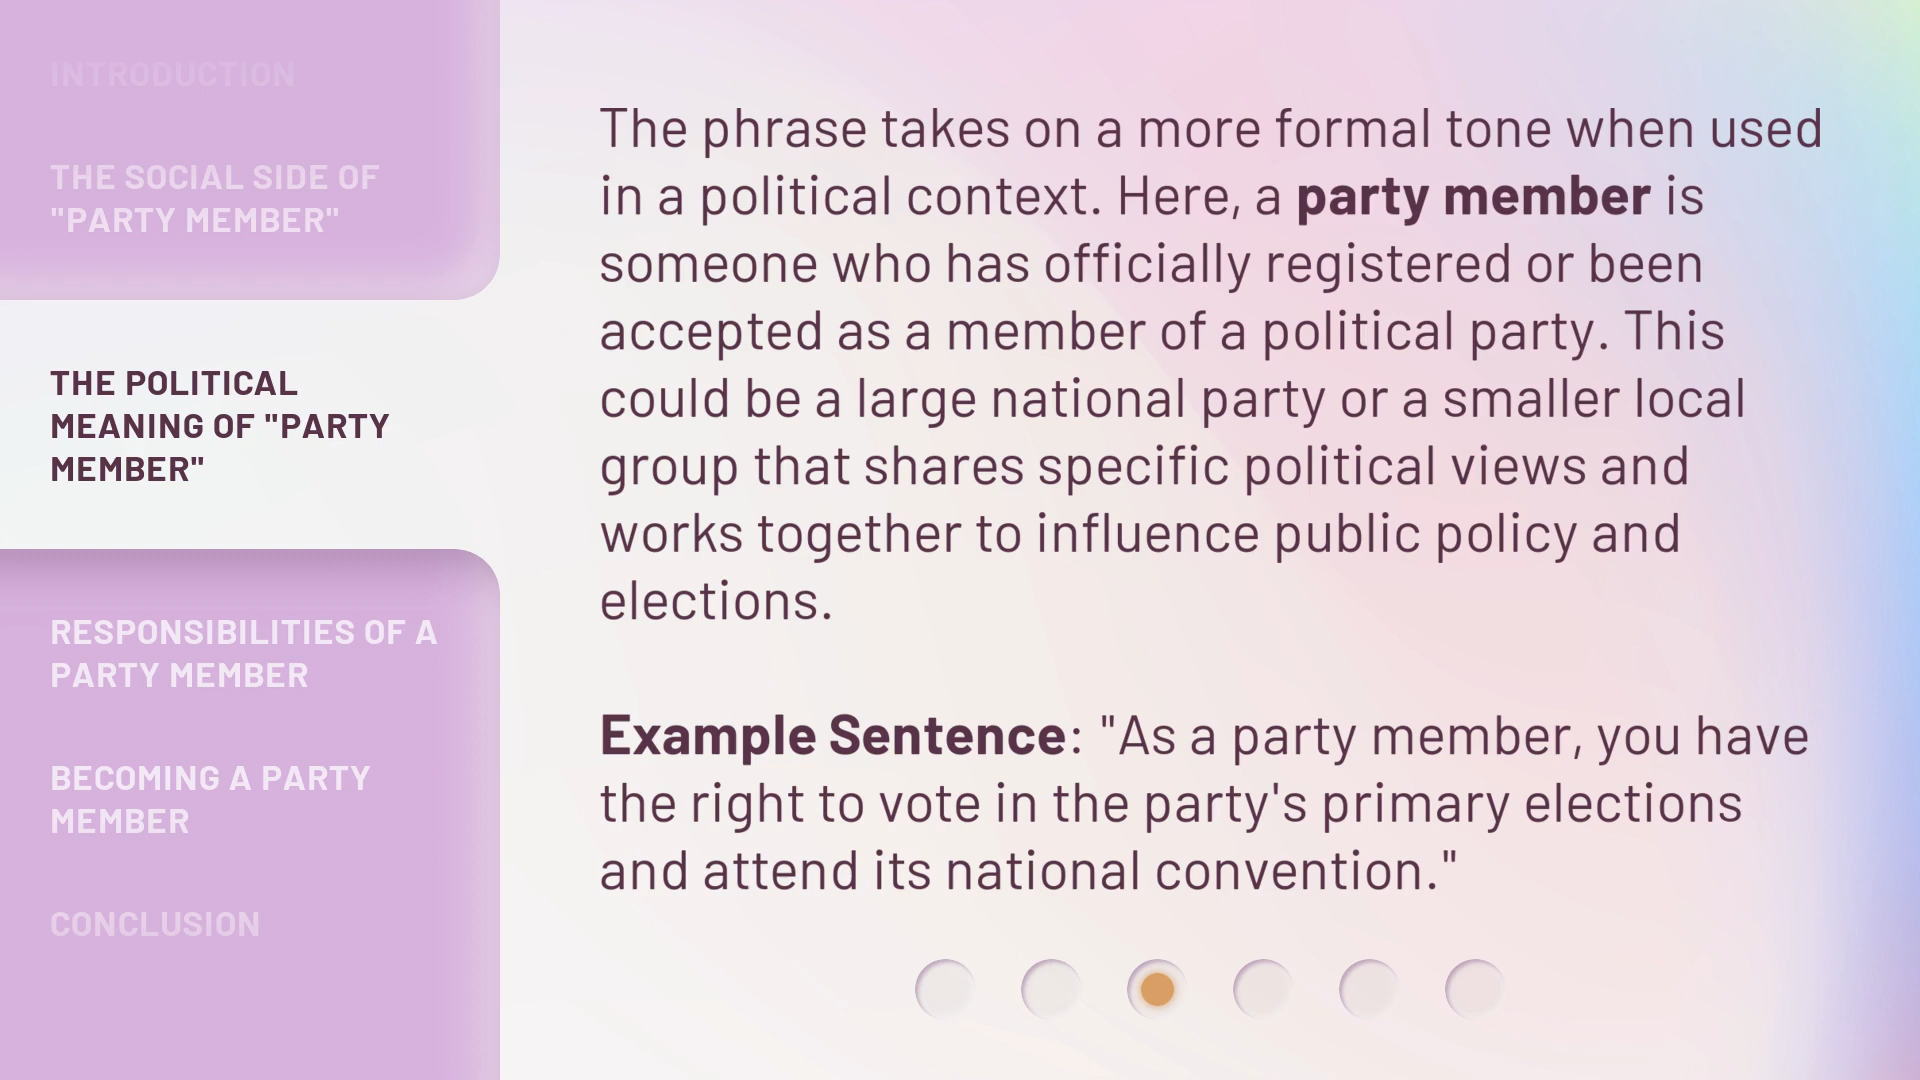 INTRODUCTION
THE SOCIAL SIDE OF
"PARTY MEMBER"
THE POLITICAL
MEANING OF "PARTY
MEMBER"
RESPONSIBILITIES OF A
PARTY MEMBER
BECOMING A PARTY
MEMBER
CONCLUSION
The phrase takes on a more formal tone when used
in a political context. Here, a party member is
someone who has officially registered or been
accepted as a member of a political party. This
could be a large national party or a smaller local
group that shares specific political views and
works together to influence public policy and
elections.
Example Sentence: "As a party member, you have
the right to vote in the party's primary elections
and attend its national convention."